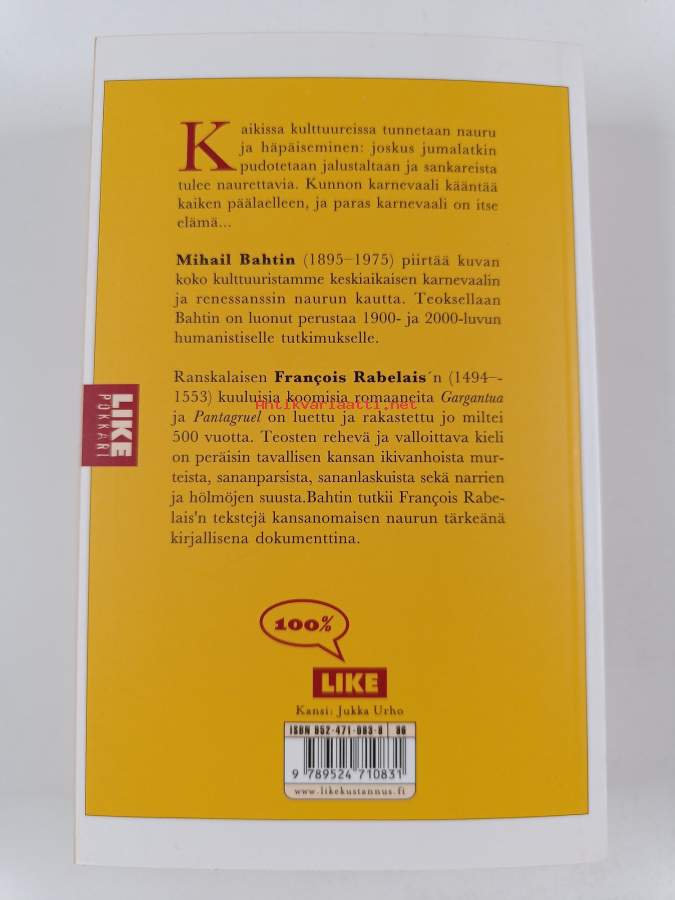 Kaikissa kulttuureissa tunnetaan nauru
ja häpäiseminen: joskus jumalatkin
pudotetaan jalustaltaan ja sankareista
tulee naurettavia. Kunnon karnevaali kääntää
kaiken päälaelleen, ja paras karnevaali on itse
elämä...
Mihail Bahtin (1895–1975) piirtää kuvan
koko kulttuuristamme keskiaikaisen karnevaalin
ja renessanssin naurun kautta. Teoksellaan
Bahtin on luonut perustaa 1900- ja 2000-luvun
humanistiselle tutkimukselle.
Ranskalaisen François Rabelais´n (1494–-
1553) kuuluisia koomisia romaaneita Gargantua
ja Pantagruel on luettu ja rakastettu jo miltei
500 vuotta. Teosten rehevä ja valloittava kieli
on peräisin tavallisen kansan ikivanhoista mur-
teista, sananparsista, sananlaskuista sekä narrien
ja hölmöjen suusta.Bahtin tutkii François Rabe-
lais'n tekstejä kansanomaisen naurun tärkeänä
kirjallisena dokumenttina.
Antikvariaatti.net
LIKE
POKKARI
100%
LIKE
Kansi: Jukka Urho
ISBN 952-471-083-8 86
9 789524 710831
www.likekustannus.fi